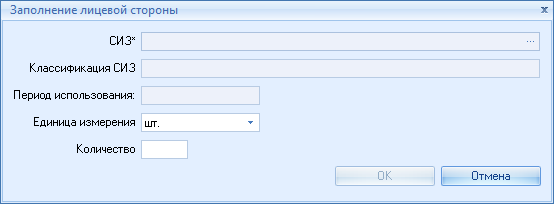 Заполнение лицевой стороны x
СИЗ* ...
Классификация СИЗ
Период использования:
Единица измерения шт.
Количество
OK Отмена